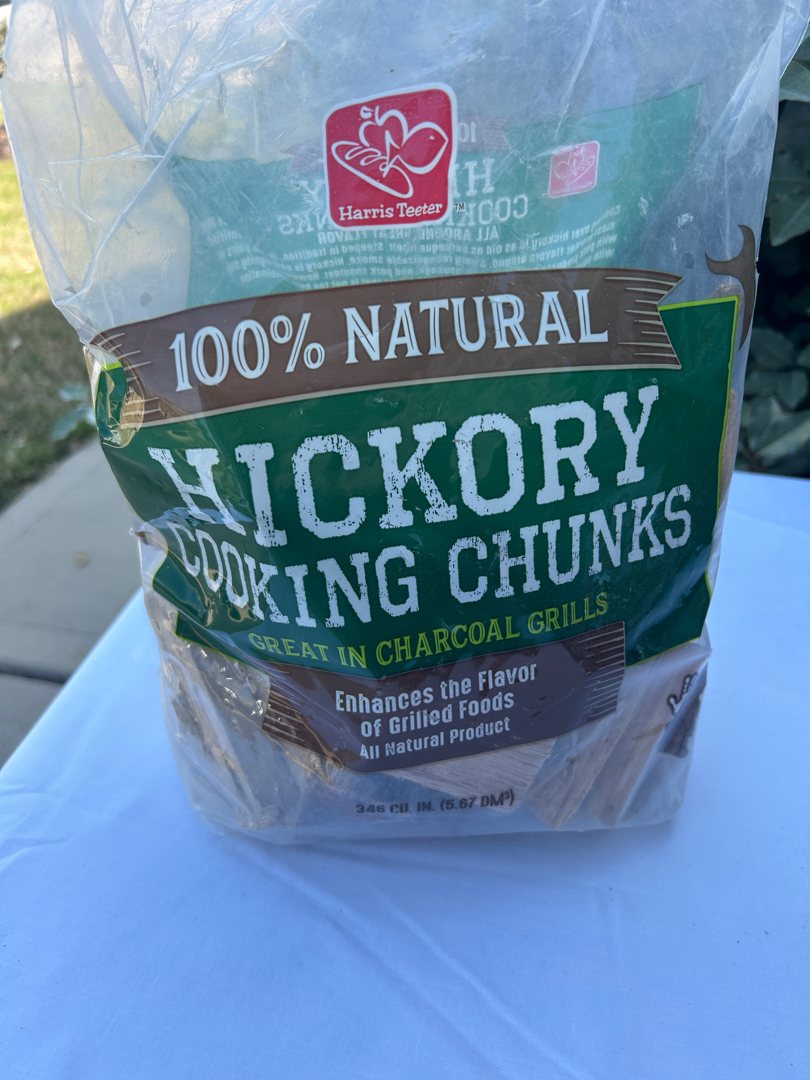 Harris Teeter™
100% NATURAL
HICKORY
COOKING CHUNKS
GREAT IN CHARCOAL GRILLS
Enhances the Flavor
Of Grilled Foods
All Natural Product
346 CU. IN. (5.67 DM³)